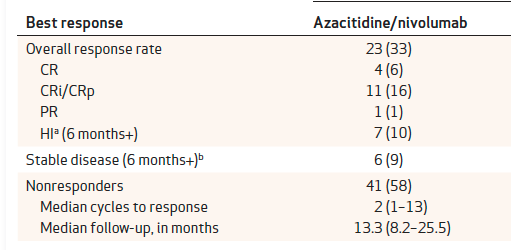 Best response Azacitidine/nivolumab
Overall response rate 23 (33)
CR 4 (6)
CRi/CRp 11 (16)
PR 1 (1)
HIª (6 months+) 7 (10)
Stable disease (6 months+)ᵇ 6 (9)
Nonresponders 41 (58)
Median cycles to response 2 (1–13)
Median follow-up, in months 13.3 (8.2–25.5)